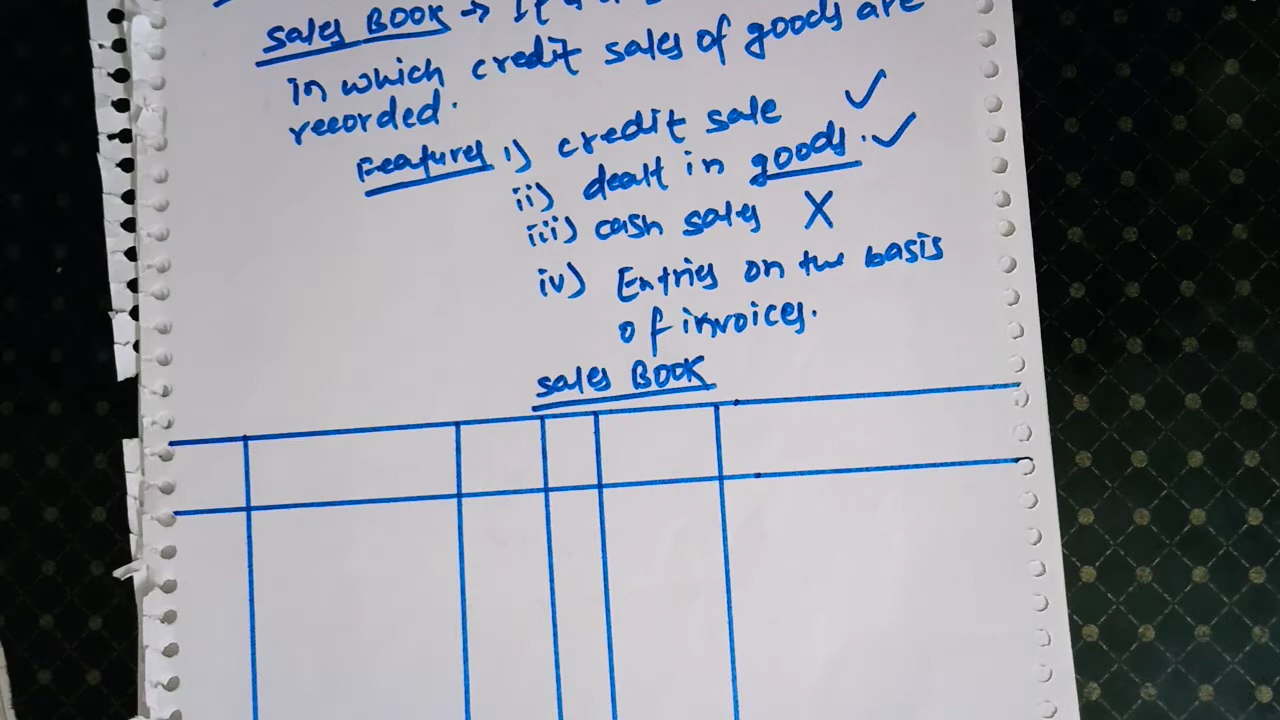 Sales BOOK → It
in which credit sales of goods are
recorded.
Features i) credit sale ✓
ii) dealt in goods. ✓
iii) cash sales X
iv) Entries on the basis
of invoices.
Sales BOOK